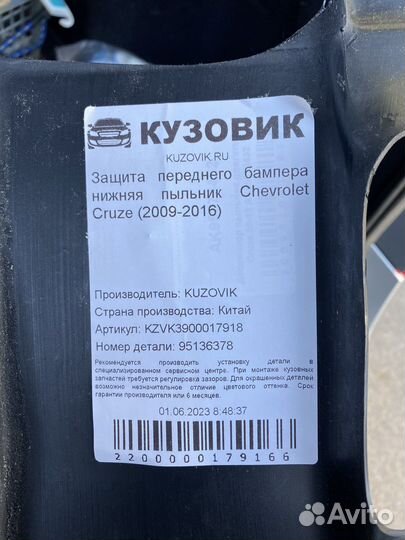 КУЗОВИК
KUZOVIK.RU
Защита переднего бампера
нижняя пыльник Chevrolet
Cruze (2009-2016)
Производитель: KUZOVIK
Страна производства: Китай
Артикул: KZVK3900017918
Номер детали: 95136378
Рекомендуется производить установку детали в
специализированном сервисном центре. При монтаже кузовных
запчастей требуется регулировка зазоров. Для окрашенных деталей
возможно незначительное отличие цветового оттенка. Срок
гарантии производителя или 6 месяцев.
01.06.2023 8:48:37
2200000179166
Avito